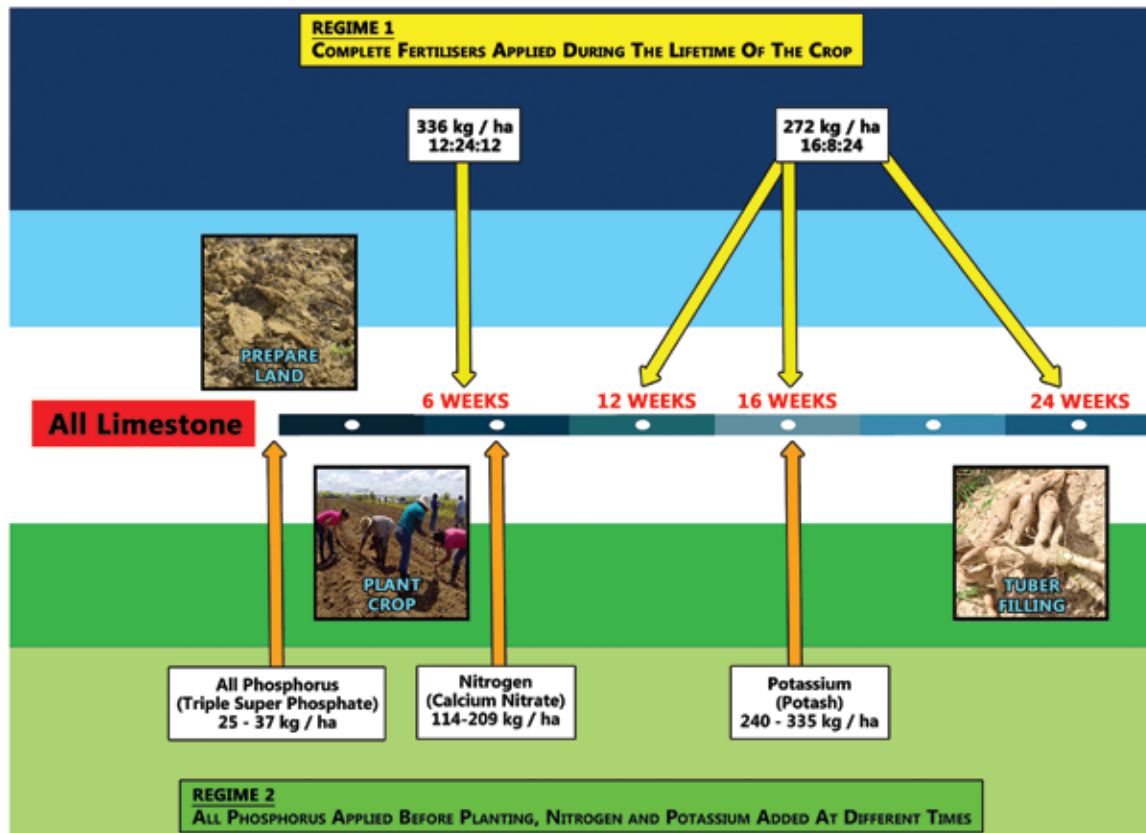 REGIME 1
COMPLETE FERTILISERS APPLIED DURING THE LIFETIME OF THE CROP
336 kg / ha
12:24:12
272 kg / ha
16:8:24
PREPARE
LAND
6 WEEKS
12 WEEKS
16 WEEKS
24 WEEKS
All Limestone
PLANT
CROP
TUBER
FILLING
All Phosphorus
(Triple Super Phosphate)
25 - 37 kg / ha
Nitrogen
(Calcium Nitrate)
114-209 kg / ha
Potassium
(Potash)
240 - 335 kg / ha
REGIME 2
ALL PHOSPHORUS APPLIED BEFORE PLANTING, NITROGEN AND POTASSIUM ADDED AT DIFFERENT TIMES